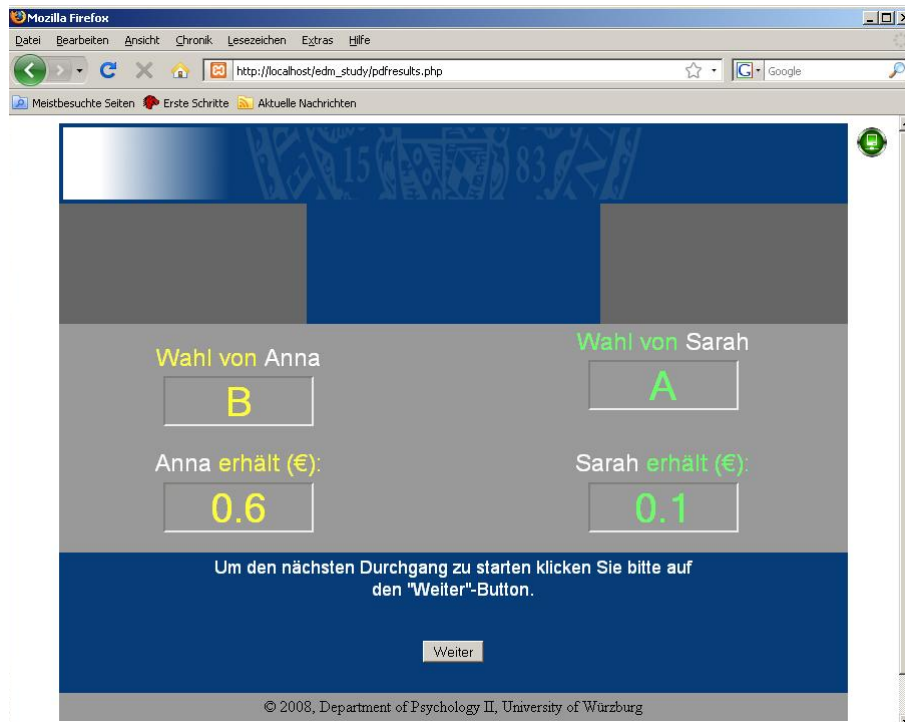 Mozilla Firefox
Datei Bearbeiten Ansicht Chronik Lesezeichen Extras Hilfe
http://localhost/edm_study/pdfresults.php
Google
Meistbesuchte Seiten Erste Schritte Aktuelle Nachrichten
15 83
Wahl von Anna
B
Anna erhält (€):
0.6
Wahl von Sarah
A
Sarah erhält (€):
0.1
Um den nächsten Durchgang zu starten klicken Sie bitte auf
den "Weiter"-Button.
Weiter
© 2008, Department of Psychology II, University of Würzburg